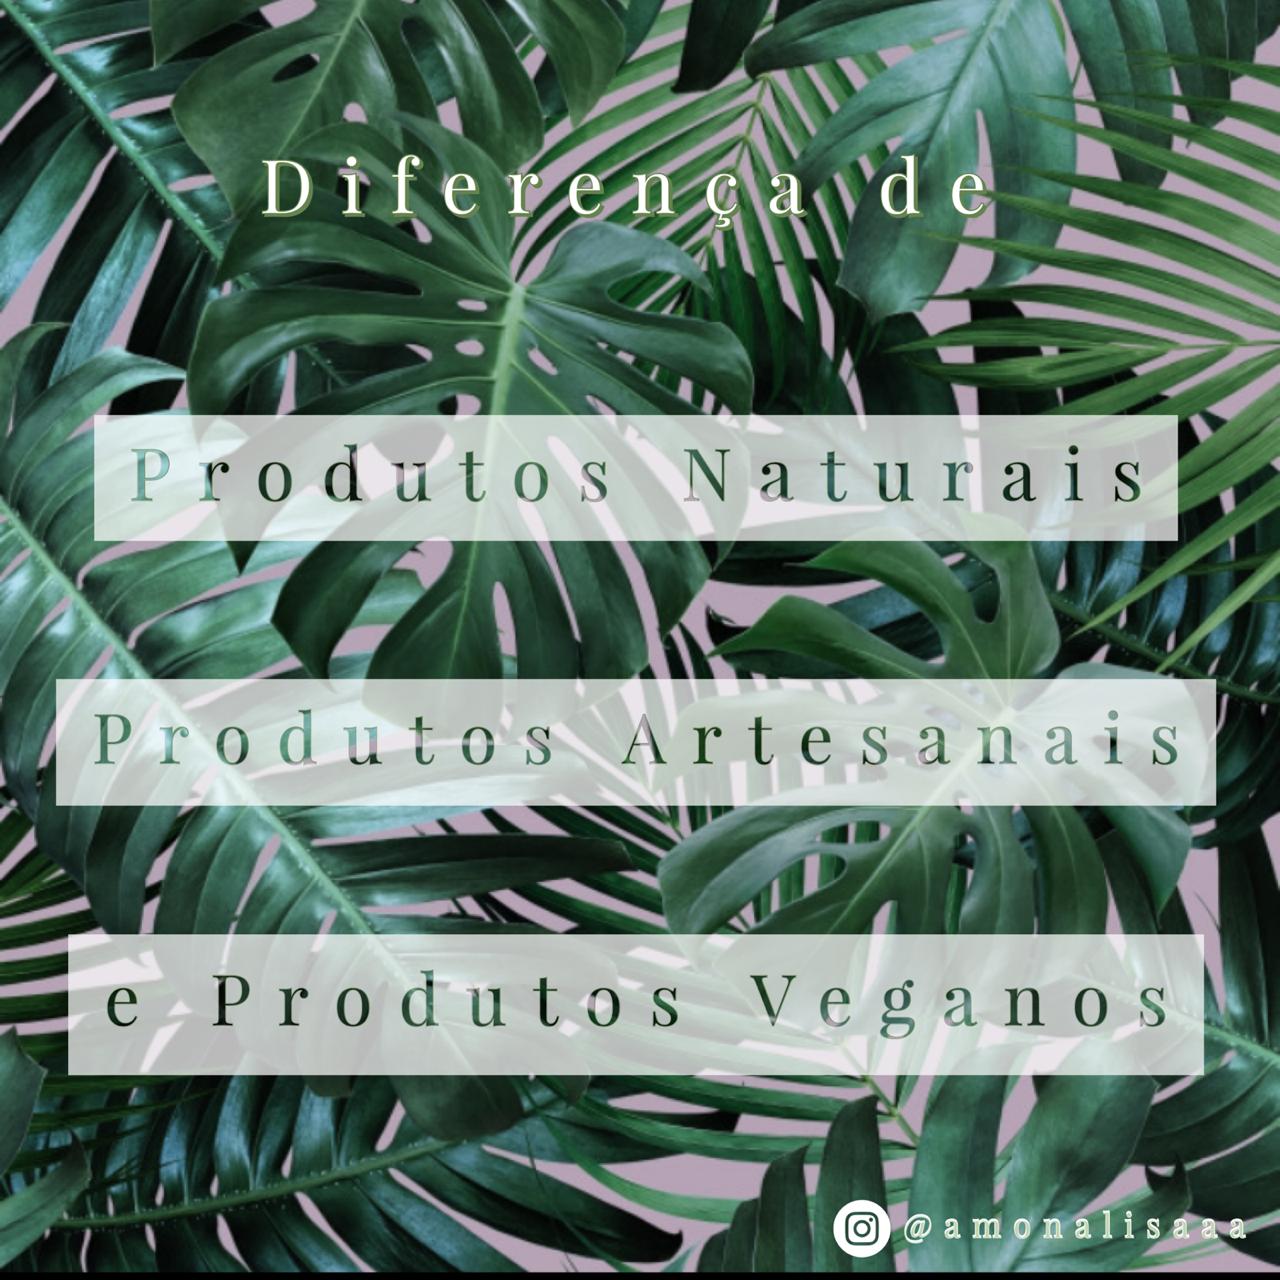 Diferença de
Produtos Naturais
Produtos Artesanais
e Produtos Veganos
@amonalisaaa